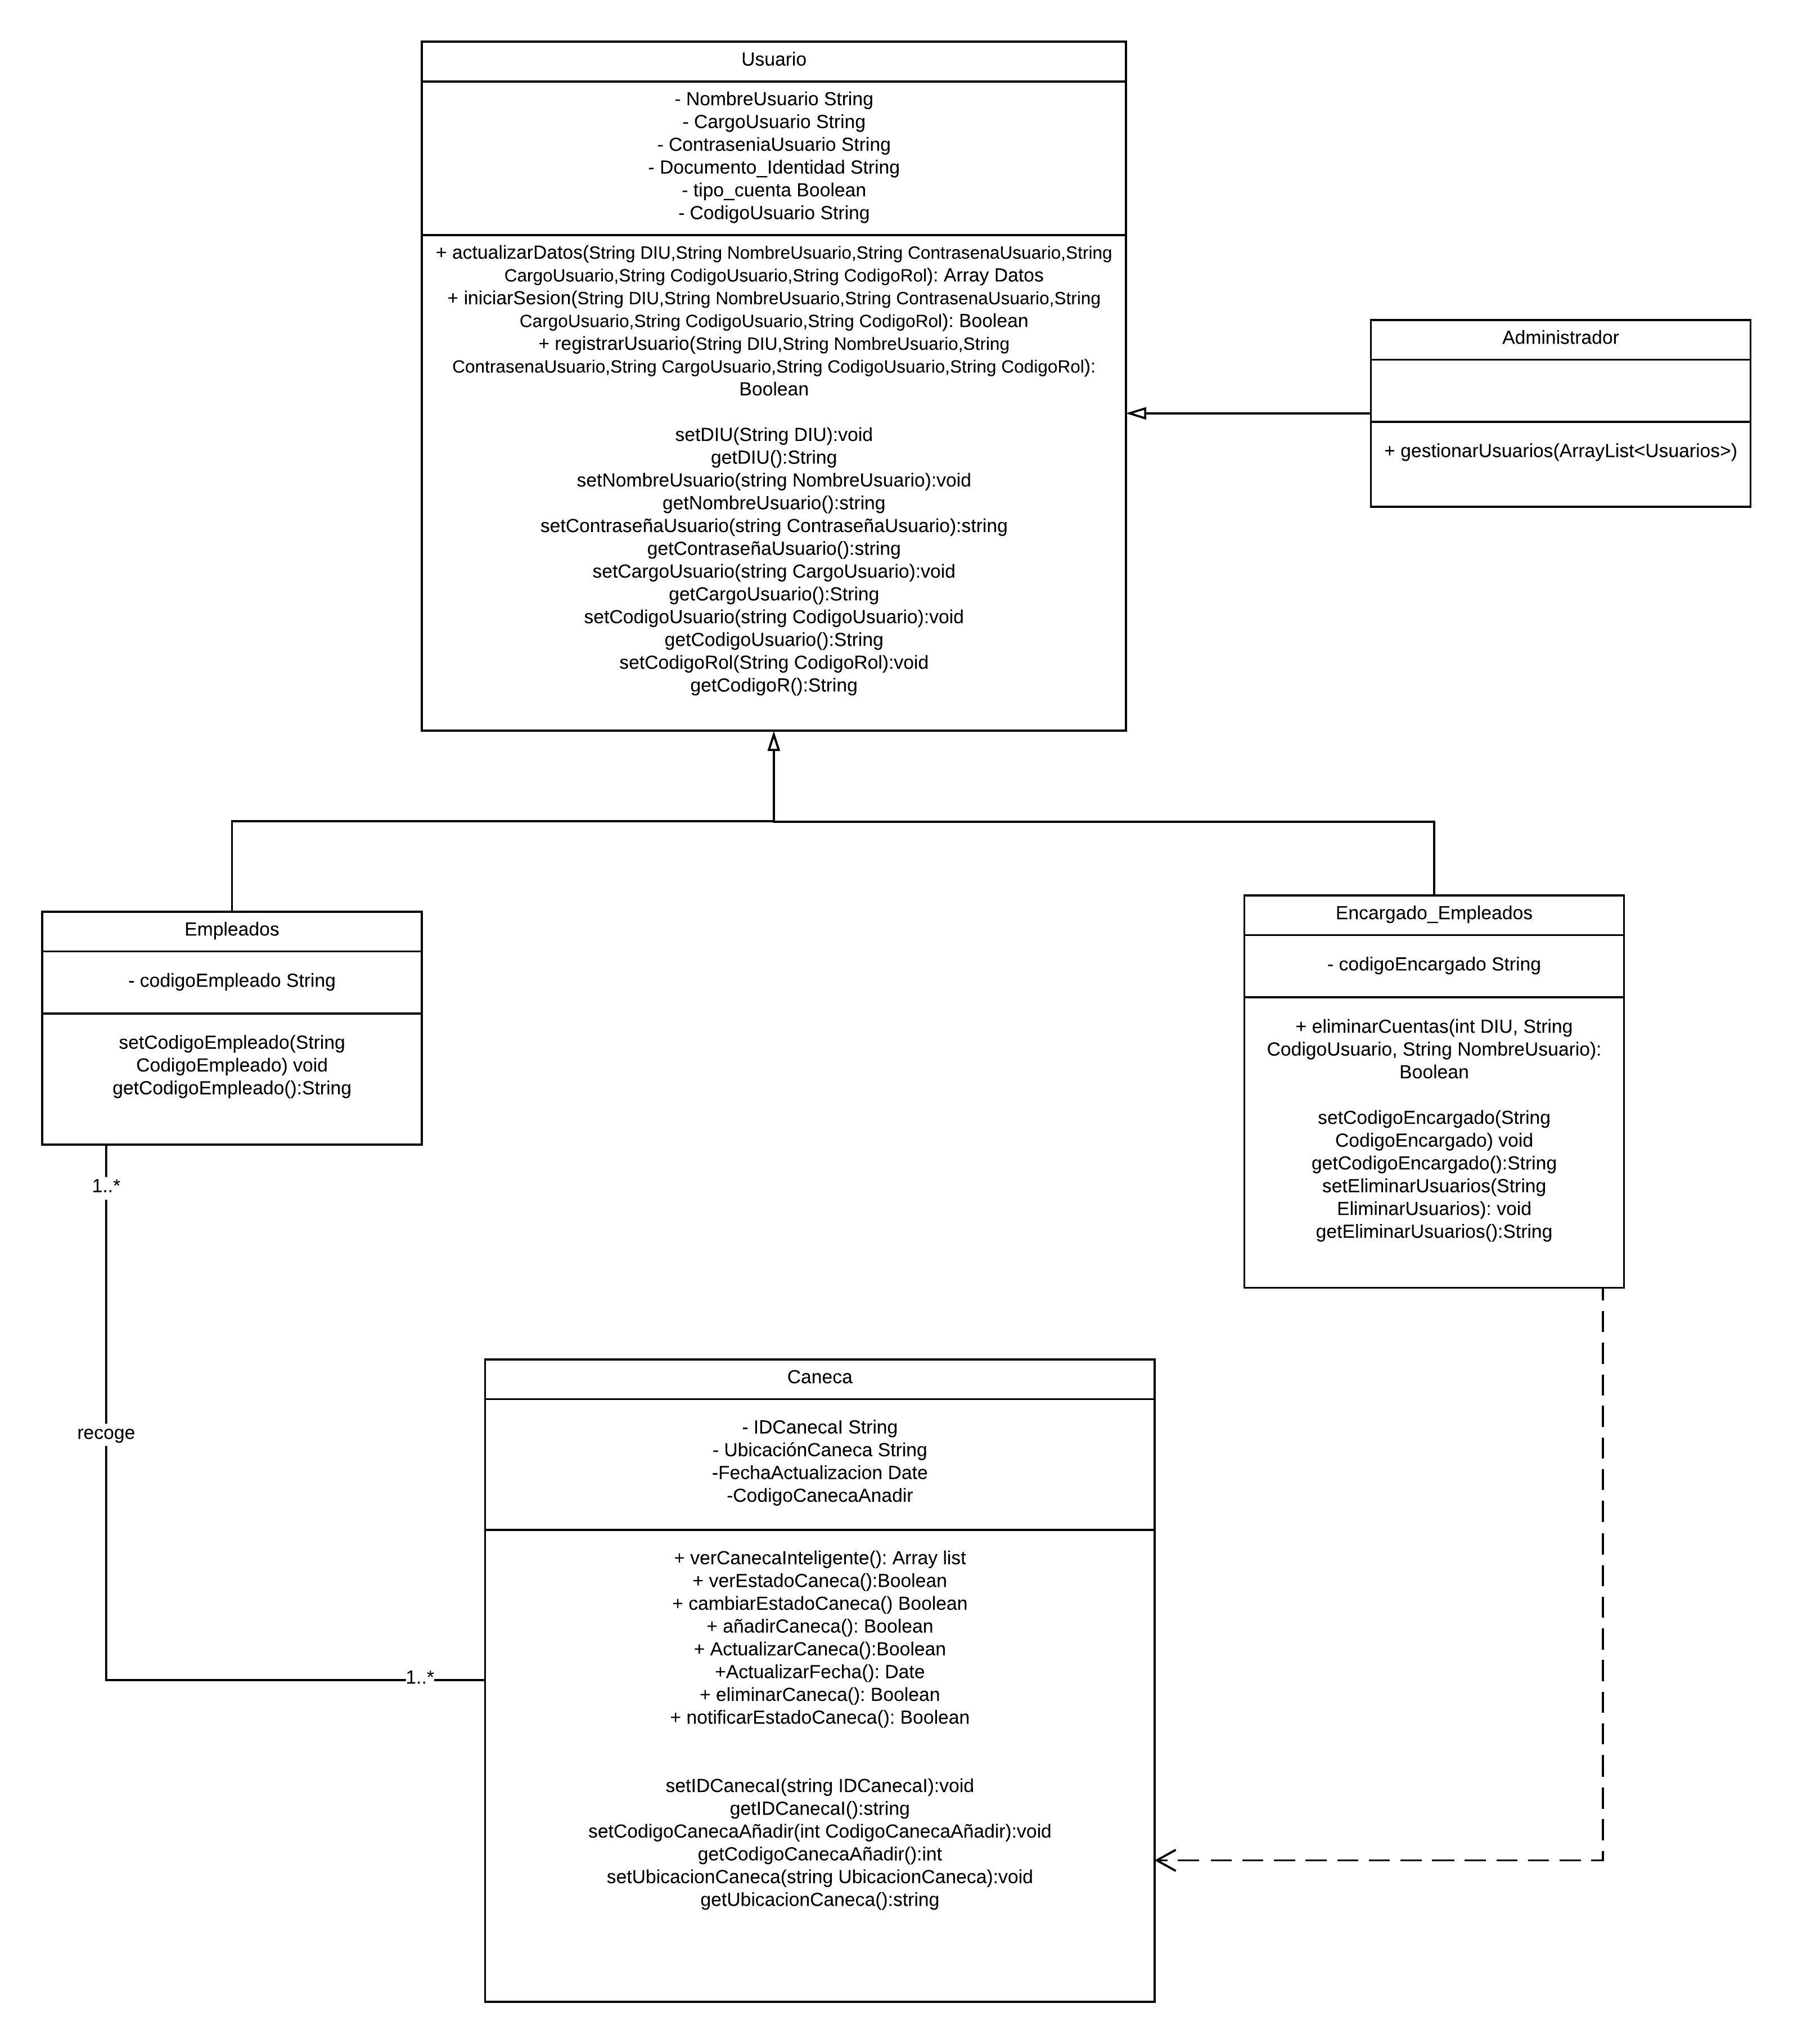 Usuario
- NombreUsuario String
- CargoUsuario String
- ContraseniaUsuario String
- Documento_Identidad String
- tipo_cuenta Boolean
- CodigoUsuario String
+ actualizarDatos(String DIU,String NombreUsuario,String ContrasenaUsuario,String
CargoUsuario,String CodigoUsuario,String CodigoRol): Array Datos
+ iniciarSesion(String DIU,String NombreUsuario,String ContrasenaUsuario,String
CargoUsuario,String CodigoUsuario,String CodigoRol): Boolean
+ registrarUsuario(String DIU,String NombreUsuario,String
ContrasenaUsuario,String CargoUsuario,String CodigoUsuario,String CodigoRol):
Boolean
setDIU(String DIU):void
getDIU():String
setNombreUsuario(string NombreUsuario):void
getNombreUsuario():string
setContraseñaUsuario(string ContraseñaUsuario):string
getContraseñaUsuario():string
setCargoUsuario(string CargoUsuario):void
getCargoUsuario():String
setCodigoUsuario(string CodigoUsuario):void
getCodigoUsuario():String
setCodigoRol(String CodigoRol):void
getCodigoR():String
Administrador
+ gestionarUsuarios(ArrayList<Usuarios>)
Empleados
- codigoEmpleado String
setCodigoEmpleado(String
CodigoEmpleado) void
getCodigoEmpleado():String
Encargado_Empleados
- codigoEncargado String
+ eliminarCuentas(int DIU, String
CodigoUsuario, String NombreUsuario):
Boolean
setCodigoEncargado(String
CodigoEncargado) void
getCodigoEncargado():String
setEliminarUsuarios(String
EliminarUsuarios): void
getEliminarUsuarios():String
1..*
recoge
1..*
Caneca
- IDCanecaI String
- UbicaciónCaneca String
-FechaActualizacion Date
-CodigoCanecaAnadir
+ verCanecaInteligente(): Array list
+ verEstadoCaneca():Boolean
+ cambiarEstadoCaneca() Boolean
+ añadirCaneca(): Boolean
+ ActualizarCaneca():Boolean
+ActualizarFecha(): Date
+ eliminarCaneca(): Boolean
+ notificarEstadoCaneca(): Boolean
setIDCanecaI(string IDCanecaI):void
getIDCanecaI():string
setCodigoCanecaAñadir(int CodigoCanecaAñadir):void
getCodigoCanecaAñadir():int
setUbicacionCaneca(string UbicacionCaneca):void
getUbicacionCaneca():string